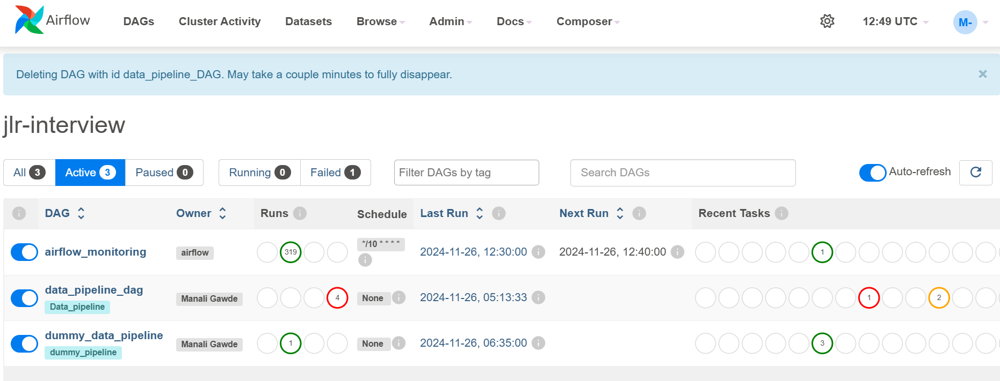 Airflow DAGs Cluster Activity Datasets Browse Admin Docs Composer 12:49 UTC M-
Deleting DAG with id data_pipeline_DAG. May take a couple minutes to fully disappear. ×
jlr-interview
All 3 Active 3 Paused 0 Running 0 Failed 1 Filter DAGs by tag Search DAGs Auto-refresh
i DAG Owner Runs i Schedule Last Run i Next Run i Recent Tasks i
airflow_monitoring airflow 319 */10 * * * * i 2024-11-26, 12:30:00 i 2024-11-26, 12:40:00 i 1
data_pipeline_dag Manali Gawde 4 None i 2024-11-26, 05:13:33 i 1 2
Data_pipeline
dummy_data_pipeline Manali Gawde 1 None i 2024-11-26, 06:35:00 i 3
dummy_pipeline